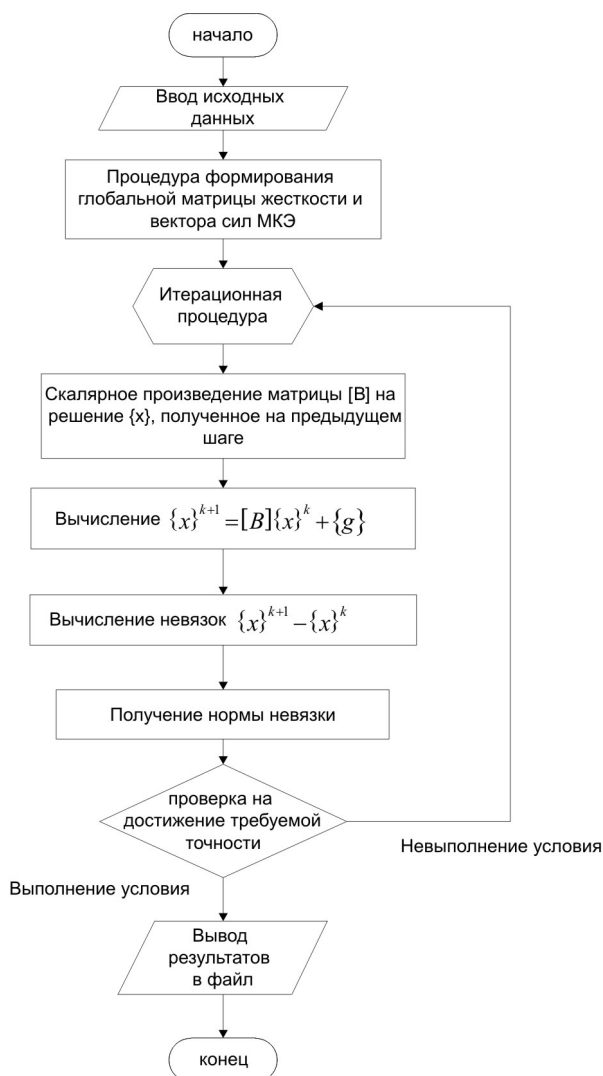 начало
Ввод исходных
данных
Процедура формирования
глобальной матрицы жесткости и
вектора сил МКЭ
Итерационная
процедура
Скалярное произведение матрицы [B] на
решение {x}, полученное на предыдущем
шаге
Вычисление {x}^{k+1} = [B]{x}^k + {g}
Вычисление невязок {x}^{k+1} − {x}^k
Получение нормы невязки
проверка на
достижение требуемой
точности
Невыполнение условия
Выполнение условия
Вывод
результатов
в файл
конец